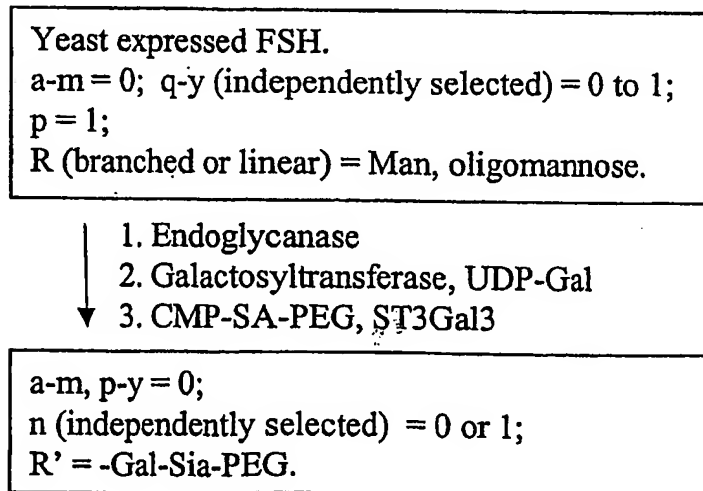 Yeast expressed FSH.
a-m = 0; q-y (independently selected) = 0 to 1;
p = 1;
R (branched or linear) = Man, oligomannose.
1. Endoglycanase
2. Galactosyltransferase, UDP-Gal
3. CMP-SA-PEG, ST3Gal3
a-m, p-y = 0;
n (independently selected) = 0 or 1;
R' = -Gal-Sia-PEG.